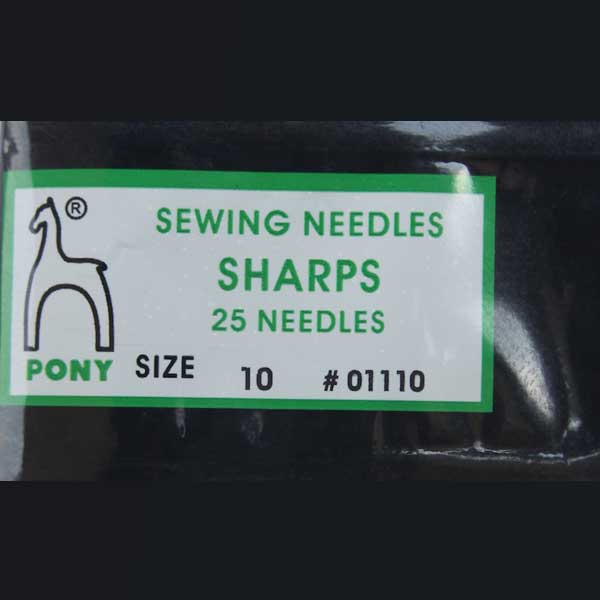 ®
SEWING NEEDLES
SHARPS
25 NEEDLES
PONY SIZE 10 # 01110